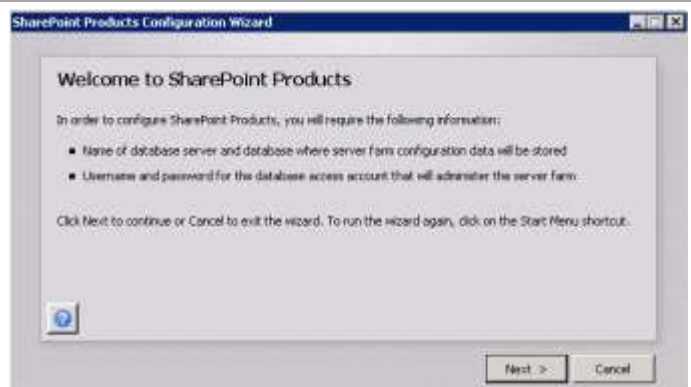 SharePoint Products Configuration Wizard
Welcome to SharePoint Products
In order to configure SharePoint Products, you will require the following information:
Name of database server and database where server farm configuration data will be stored
Username and password for the database access account that will administer the server farm
Click Next to continue or Cancel to exit the wizard. To run the wizard again, click on the Start Menu shortcut.
Next >
Cancel